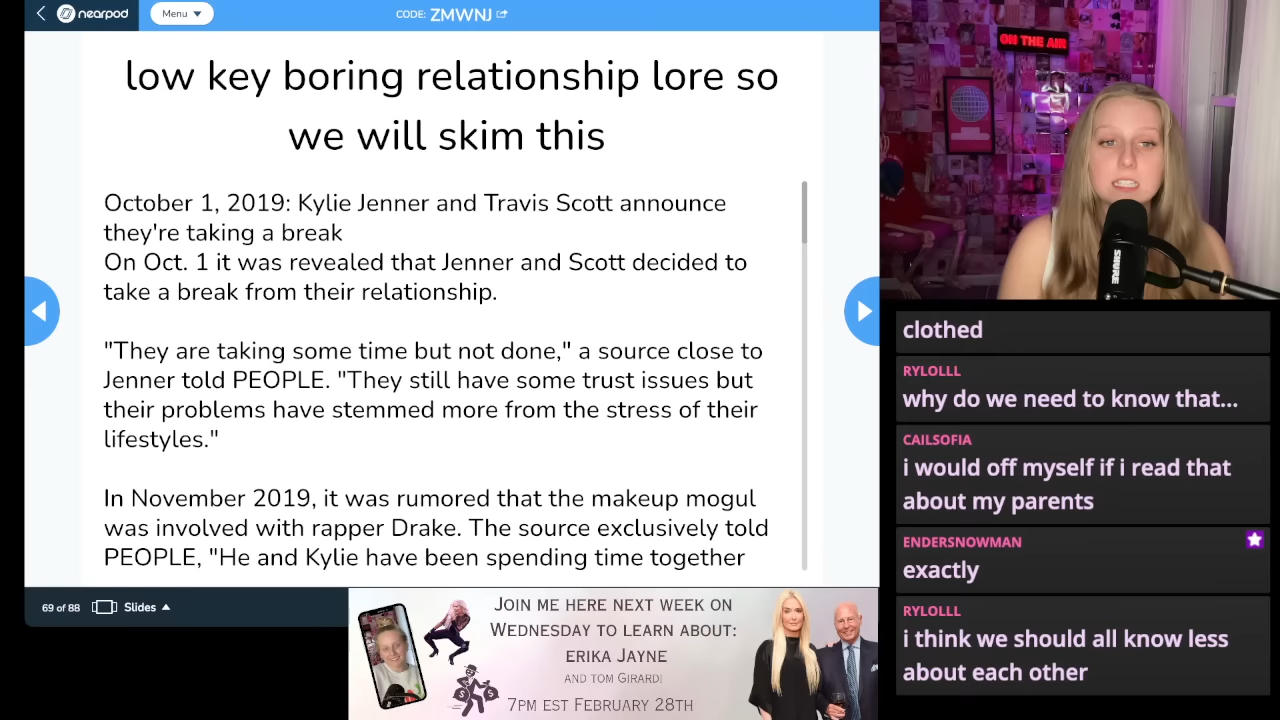 nearpod
Menu
CODE: ZMWNJ
ON THE AIR
low key boring relationship lore so
we will skim this
October 1, 2019: Kylie Jenner and Travis Scott announce
they're taking a break
On Oct. 1 it was revealed that Jenner and Scott decided to
take a break from their relationship.
"They are taking some time but not done," a source close to
Jenner told PEOPLE. "They still have some trust issues but
their problems have stemmed more from the stress of their
lifestyles."
In November 2019, it was rumored that the makeup mogul
was involved with rapper Drake. The source exclusively told
PEOPLE, "He and Kylie have been spending time together
69 of 88
Slides
SHURE
clothed
RYLOLLL
why do we need to know that...
CAILSOFIA
i would off myself if i read that
about my parents
ENDERSNOWMAN
exactly
RYLOLLL
i think we should all know less
about each other
JOIN ME HERE NEXT WEEK ON
WEDNESDAY TO LEARN ABOUT:
ERIKA JAYNE
AND TOM GIRARDI
7PM EST FEBRUARY 28TH